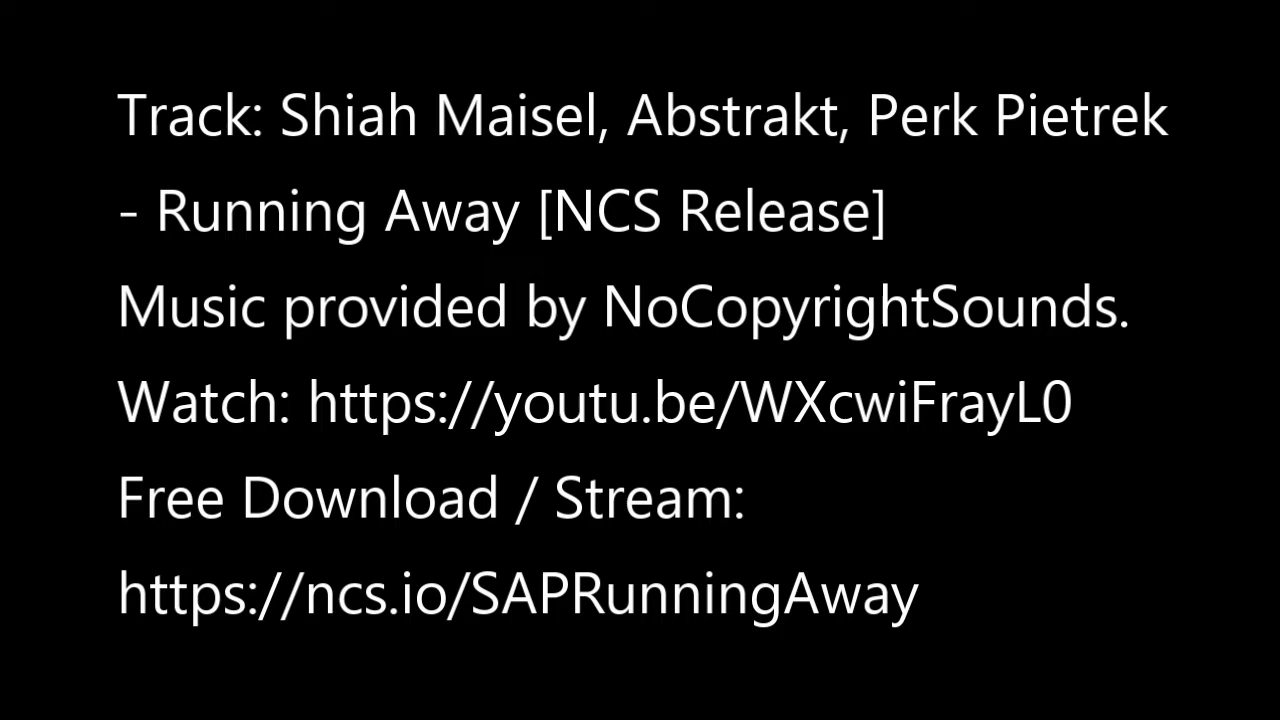 Track: Shiah Maisel, Abstrakt, Perk Pietrek
- Running Away [NCS Release]
Music provided by NoCopyrightSounds.
Watch: https://youtu.be/WXcwiFrayL0
Free Download / Stream:
https://ncs.io/SAPRunningAway